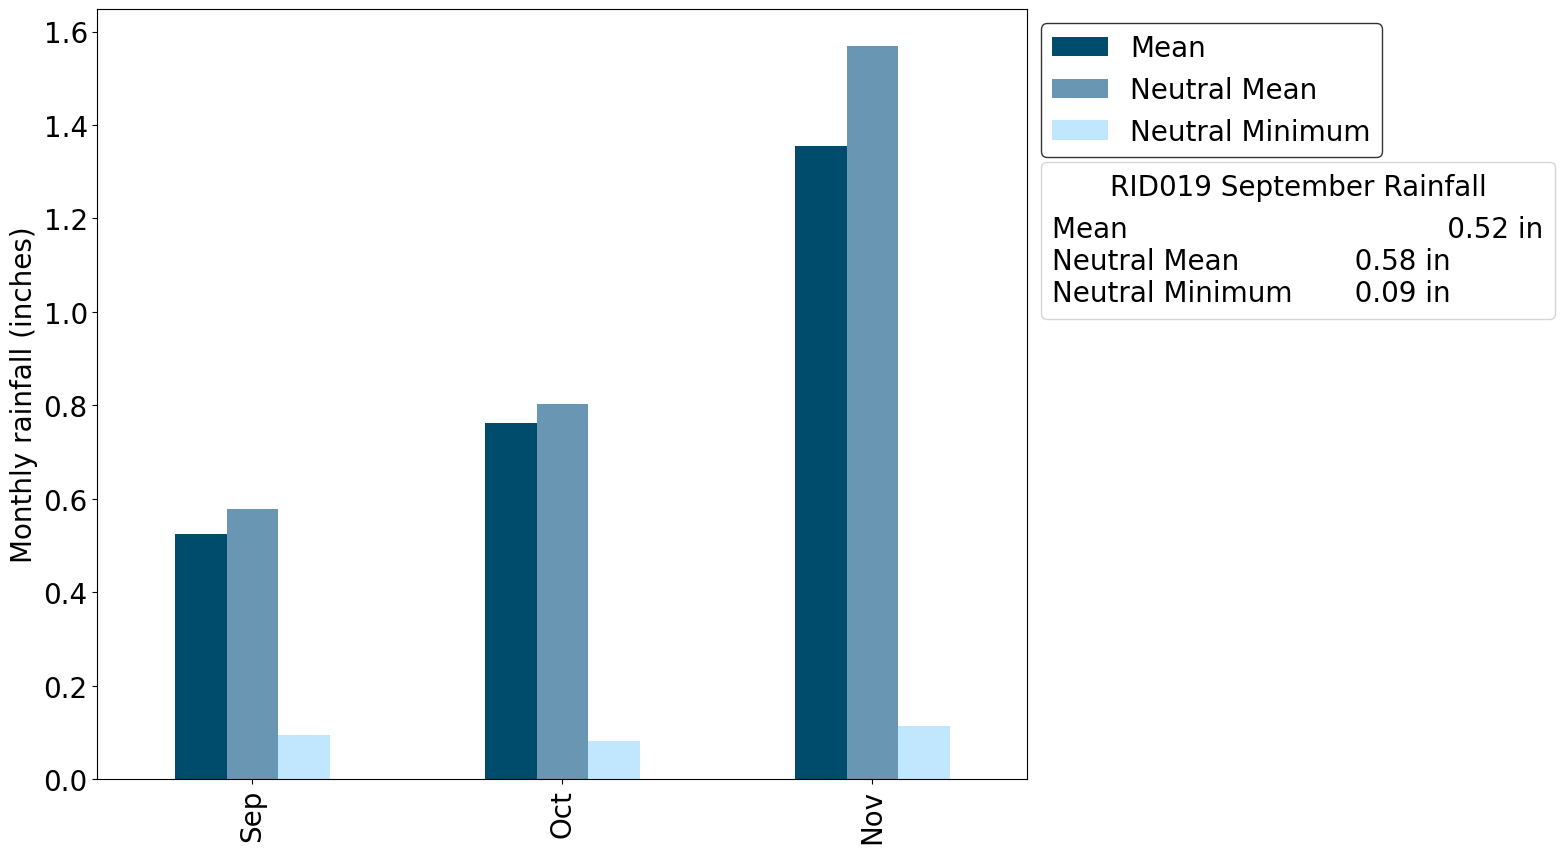 Monthly rainfall (inches)
1.6
1.4
1.2
1.0
0.8
0.6
0.4
0.2
0.0
Sep
Oct
Nov
Mean
Neutral Mean
Neutral Minimum
RID019 September Rainfall
Mean 0.52 in
Neutral Mean 0.58 in
Neutral Minimum 0.09 in